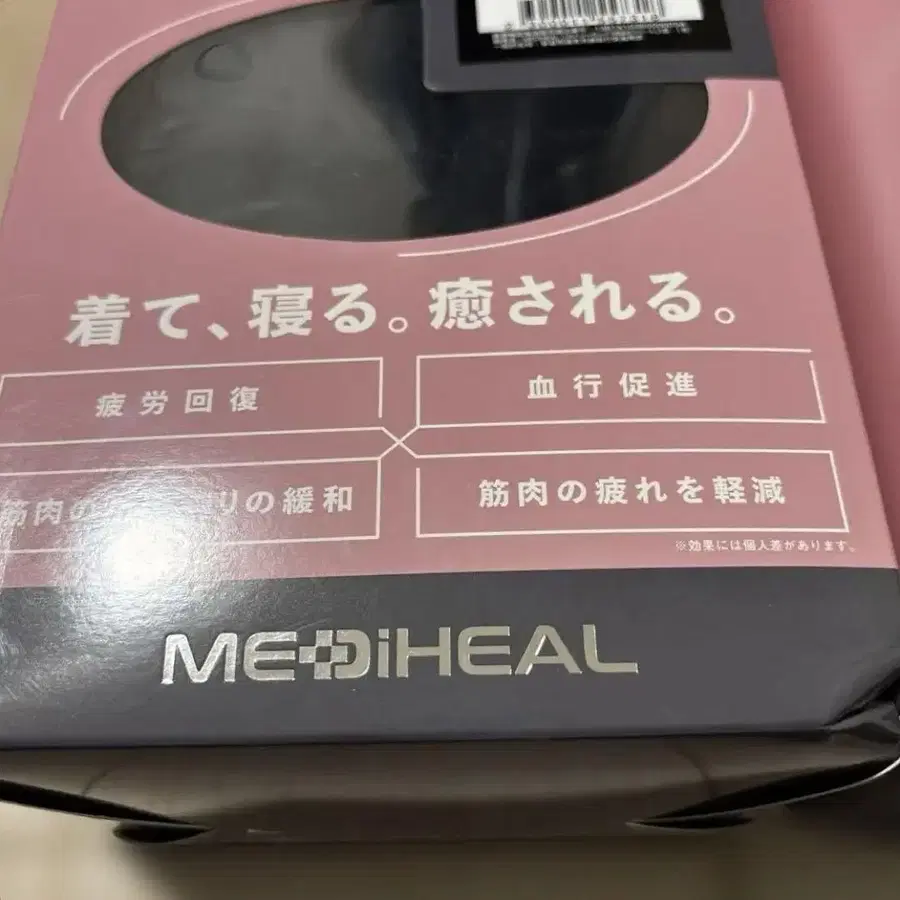 着て、寝る。癒される。
疲労回復
血行促進
筋肉の
りの緩和
筋肉の疲れを軽減
※効果には個人差があります。
MEDiHEAL